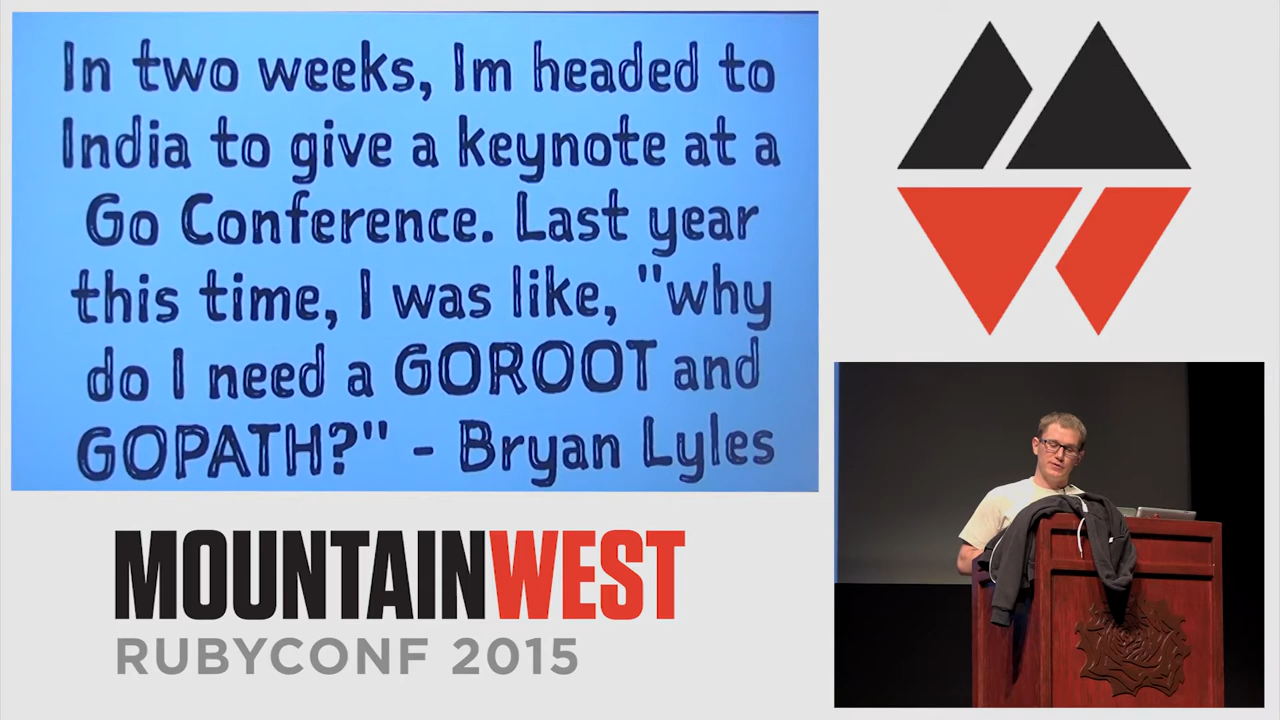 In two weeks, Im headed to
India to give a keynote at a
Go Conference. Last year
this time, I was like, "why
do I need a GOROOT and
GOPATH?" - Bryan Lyles
MOUNTAINWEST
RUBYCONF 2015